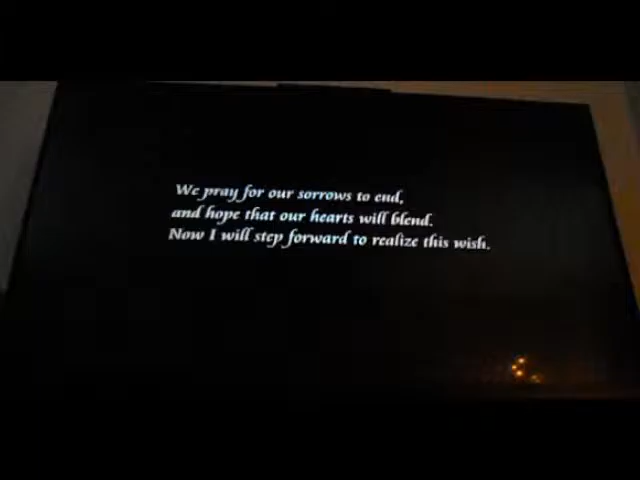 We pray for our sorrows to end,
and hope that our hearts will blend.
Now I will step forward to realize this wish.